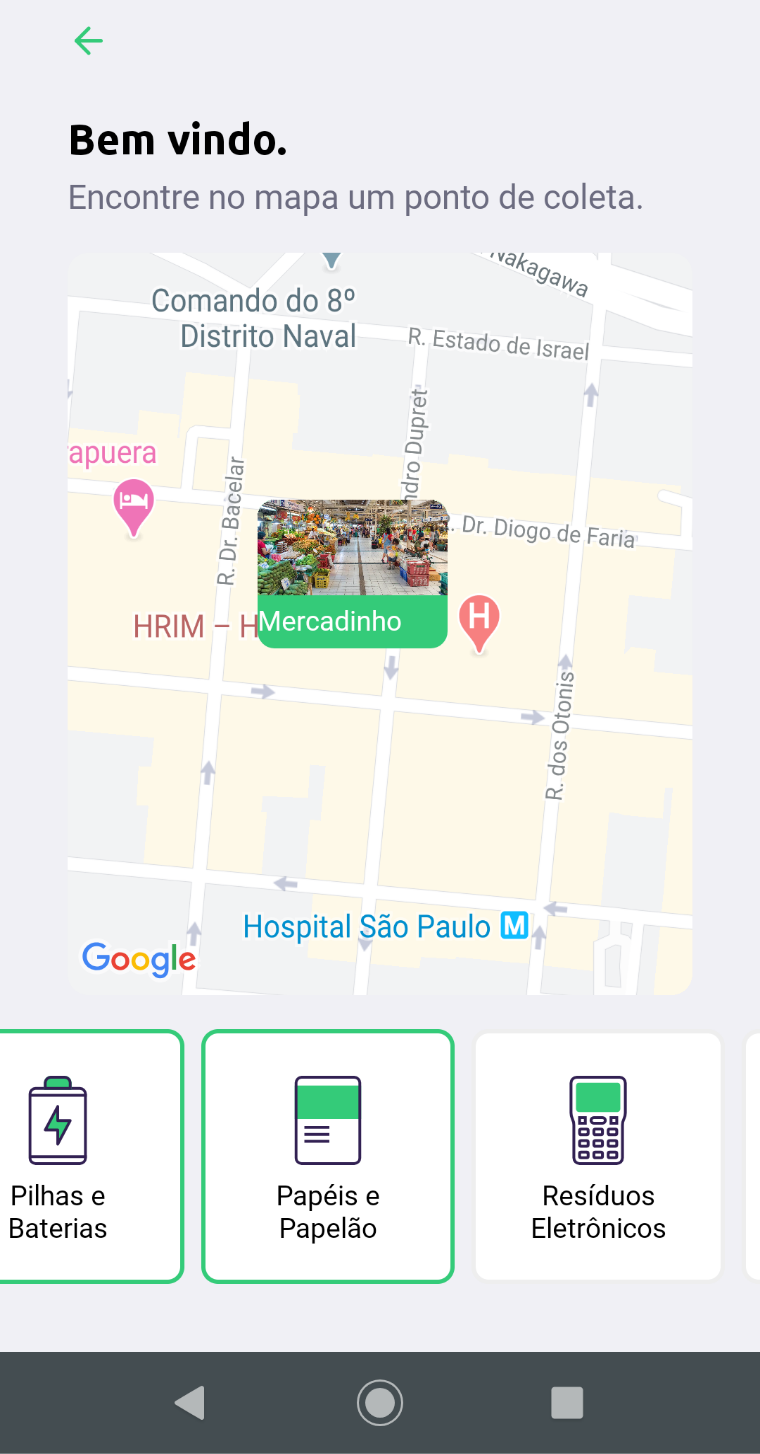 Bem vindo.
Encontre no mapa um ponto de coleta.
Nakagawa
Comando do 8º
Distrito Naval
R. Estado de Israel
ndro Dupret
apuera
R. Dr. Bacelar
. Dr. Diogo de Faria
HRIM – H
Mercadinho
H
R. dos Otonis
Hospital São Paulo M
Google
Pilhas e
Baterias
Papéis e
Papelão
Resíduos
Eletrônicos